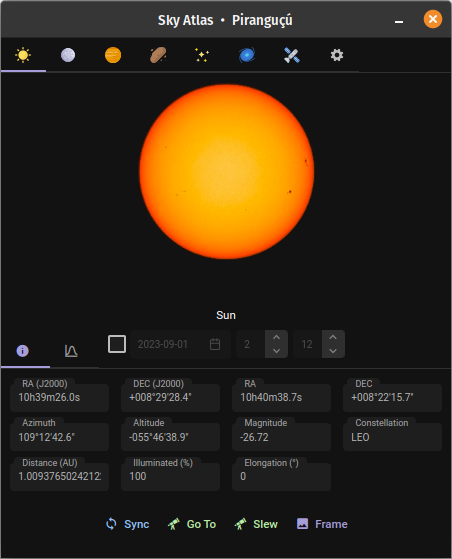 Sky Atlas • Piranguçú
Sun
2023-09-01 2 12
RA (J2000) DEC (J2000) RA DEC
10h39m26.0s +008°29'28.4" 10h40m38.7s +008°22'15.7"
Azimuth Altitude Magnitude Constellation
109°12'42.6" -055°46'38.9" -26.72 LEO
Distance (AU) Illuminated (%) Elongation (°)
1.0093765024212 100 0
Sync Go To Slew Frame